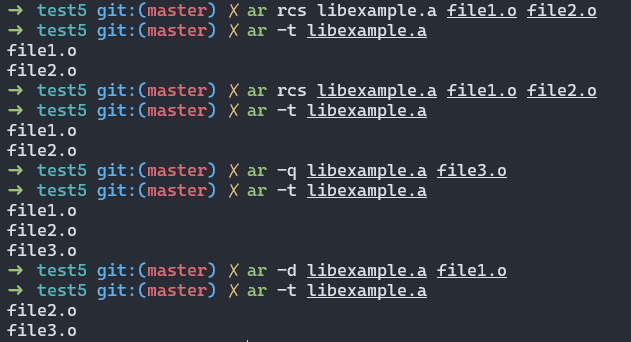 → test5 git:(master) ✗ ar rcs libexample.a file1.o file2.o
→ test5 git:(master) ✗ ar -t libexample.a
file1.o
file2.o
→ test5 git:(master) ✗ ar rcs libexample.a file1.o file2.o
→ test5 git:(master) ✗ ar -t libexample.a
file1.o
file2.o
→ test5 git:(master) ✗ ar -q libexample.a file3.o
→ test5 git:(master) ✗ ar -t libexample.a
file1.o
file2.o
file3.o
→ test5 git:(master) ✗ ar -d libexample.a file1.o
→ test5 git:(master) ✗ ar -t libexample.a
file2.o
file3.o